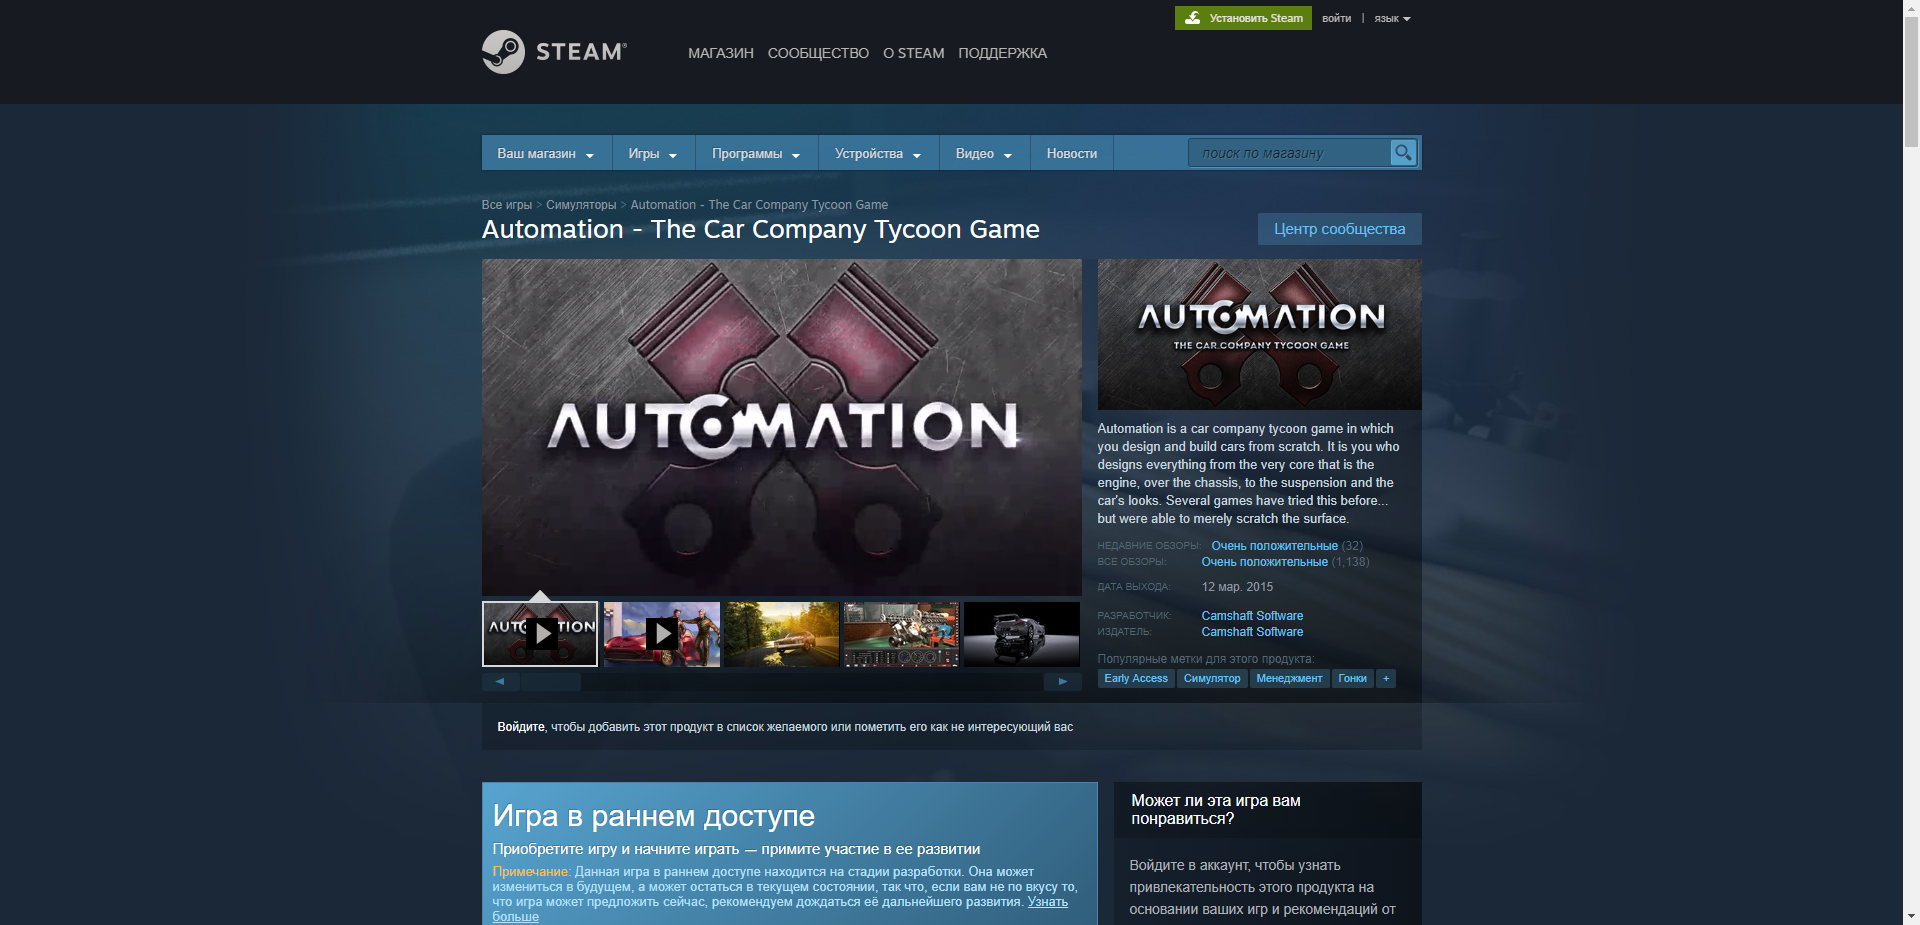 Установить Steam войти | язык
STEAM®
МАГАЗИН СООБЩЕСТВО О STEAM ПОДДЕРЖКА
Ваш магазин Игры Программы Устройства Видео Новости поиск по магазину
Все игры > Симуляторы > Automation - The Car Company Tycoon Game
Automation - The Car Company Tycoon Game
Центр сообщества
AUTOMATION
AUTOMATION
THE CAR COMPANY TYCOON GAME
Automation is a car company tycoon game in which
you design and build cars from scratch. It is you who
designs everything from the very core that is the
engine, over the chassis, to the suspension and the
car's looks. Several games have tried this before...
but were able to merely scratch the surface.
НЕДАВНИЕ ОБЗОРЫ: Очень положительные (32)
ВСЕ ОБЗОРЫ: Очень положительные (1,138)
ДАТА ВЫХОДА: 12 мар. 2015
РАЗРАБОТЧИК: Camshaft Software
ИЗДАТЕЛЬ: Camshaft Software
Популярные метки для этого продукта:
Early Access Симулятор Менеджмент Гонки +
AUTOMATION
Войдите, чтобы добавить этот продукт в список желаемого или пометить его как не интересующий вас
Игра в раннем доступе
Приобретите игру и начните играть — примите участие в ее развитии
Примечание: Данная игра в раннем доступе находится на стадии разработки. Она может
измениться в будущем, а может остаться в текущем состоянии, так что, если вам не по вкусу то,
что игра может предложить сейчас, рекомендуем дождаться её дальнейшего развития. Узнать
больше
Может ли эта игра вам
понравиться?
Войдите в аккаунт, чтобы узнать
привлекательность этого продукта на
основании ваших игр и рекомендаций от